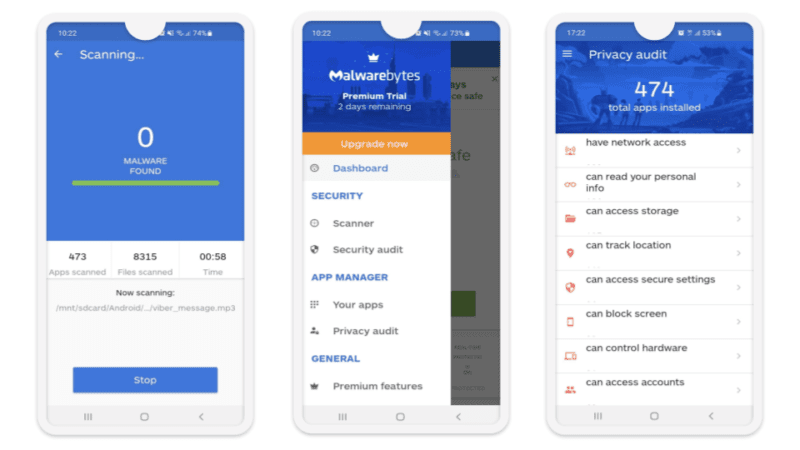 10:22
74%
Scanning...
0
MALWARE
FOUND
473
8315
00:58
Apps scanned
Files scanned
Time
Now scanning:
/mnt/sdcard/Android/.../viber_message.mp3
Stop
10:22
73%
Malwarebytes
Premium Trial
2 days remaining
Upgrade now
Dashboard
SECURITY
Scanner
Security audit
APP MANAGER
Your apps
Privacy audit
GENERAL
Premium features
ays
ce safe
afe
17:22
53%
Privacy audit
474
total apps installed
have network access
can read your personal
info
can access storage
can track location
can access secure settings
can block screen
can control hardware
can access accounts